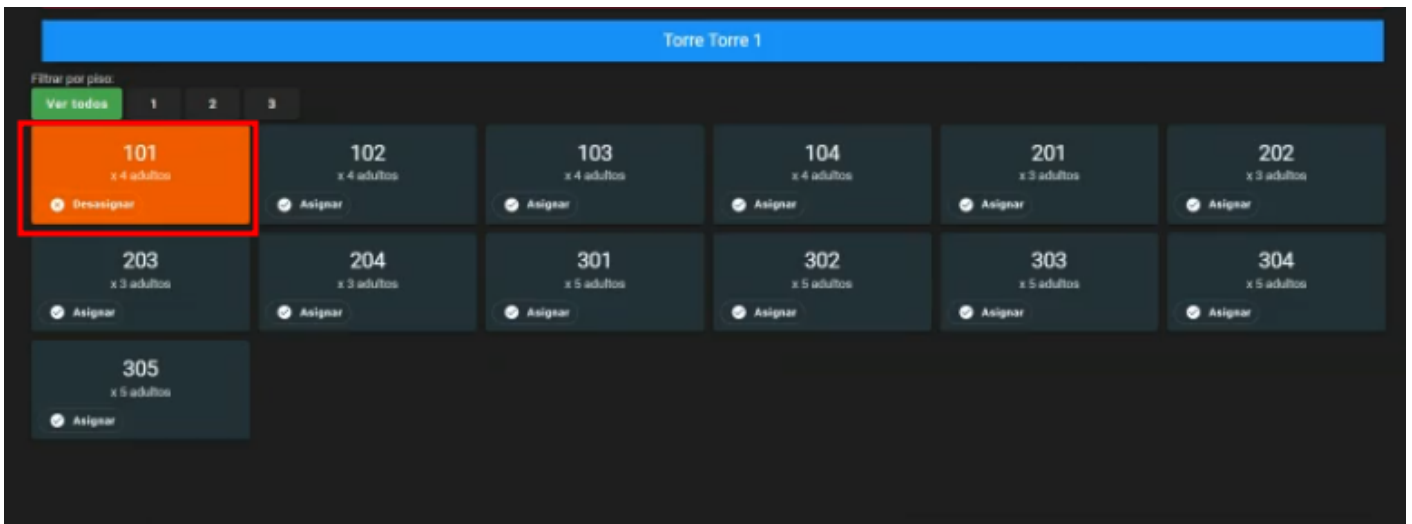 Torre Torre 1
Filtrar por piso:
Ver todos 1 2 3
101 102 103 104 201 202
x 4 adultos x 4 adultos x 4 adultos x 4 adultos x 3 adultos x 3 adultos
Desasignar Asignar Asignar Asignar Asignar Asignar
203 204 301 302 303 304
x 3 adultos x 3 adultos x 5 adultos x 5 adultos x 5 adultos x 5 adultos
Asignar Asignar Asignar Asignar Asignar Asignar
305
x 5 adultos
Asignar